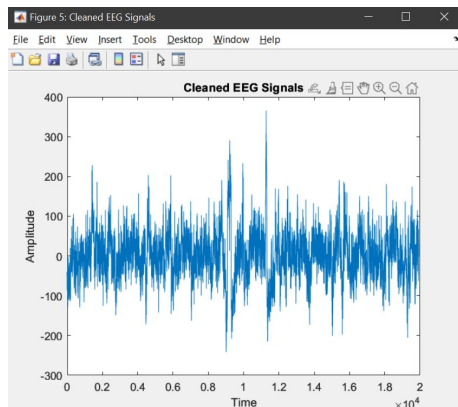 Figure 5: Cleaned EEG Signals
File Edit View Insert Tools Desktop Window Help
Cleaned EEG Signals
400
300
200
100
0
-100
-200
-300
Amplitude
0 0.2 0.4 0.6 0.8 1 1.2 1.4 1.6 1.8 2
Time
×10⁴